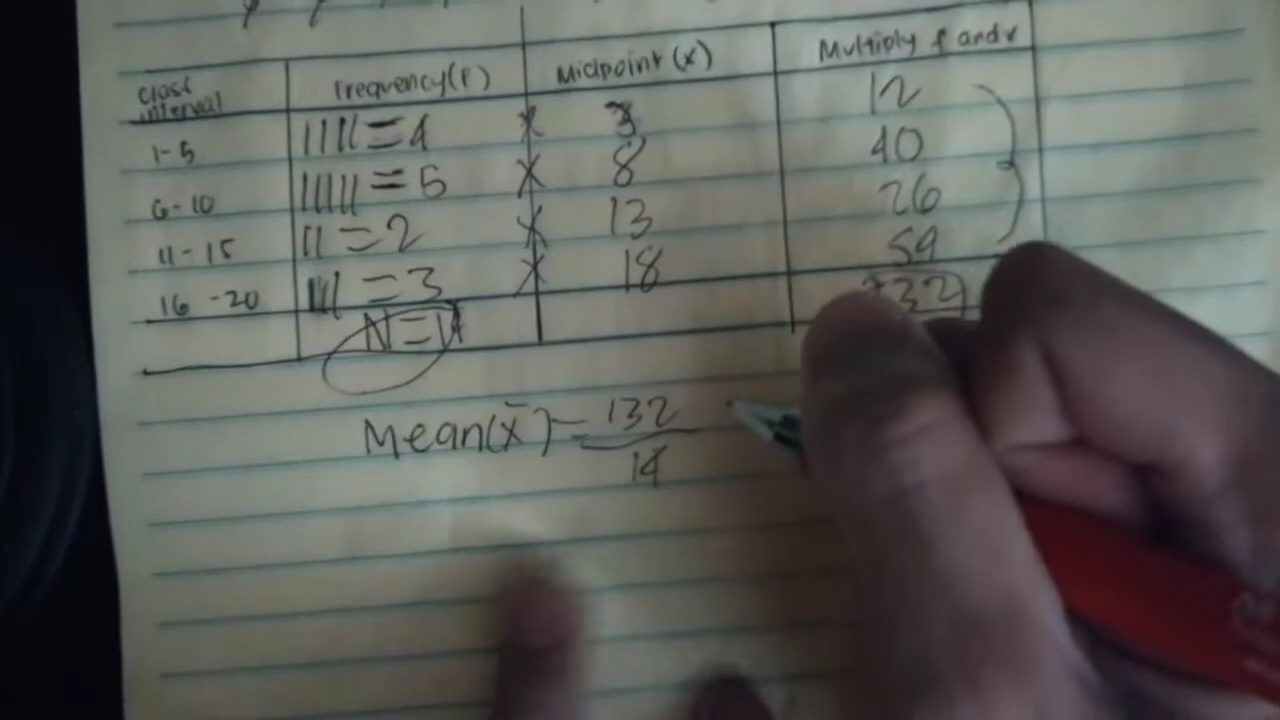 Class interval Frequency(f) Midpoint (x) Multiply f and x
1-5 |||| = 4 x 3 12
6-10 ||||| = 5 x 8 40
11-15 || = 2 x 13 26
16-20 ||| = 3 x 18 54
N=14 132
Mean(x̄) = 132
14